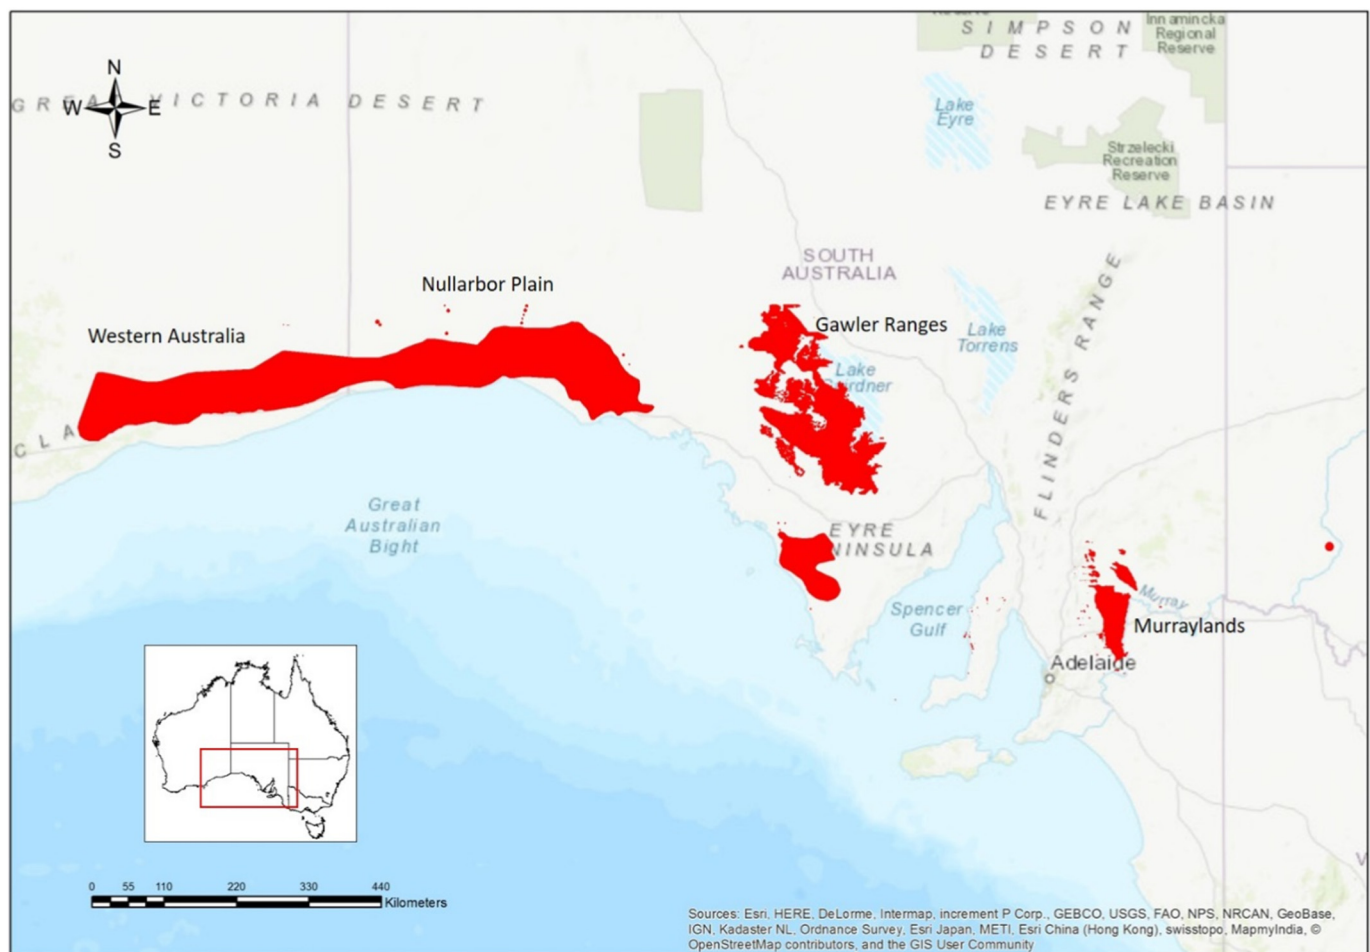 SIMPSON
DESERT
Innamincka
Regional
Reserve
N
W E
S
GREAT VICTORIA DESERT
Lake
Eyre
Strzelecki
Recreation
Reserve
EYRE LAKE BASIN
SOUTH
AUSTRALIA
Nullarbor Plain
Western Australia
Gawler Ranges
Lake
Torrens
FLINDERS RANGE
Lake
CLA
Great
Australian
Bight
EYRE
NINSULA
Spencer
Gulf
Murray
Murraylands
Adelaide
0 55 110 220 330 440
Kilometers
V
Sources: Esri, HERE, DeLorme, Intermap, increment P Corp., GEBCO, USGS, FAO, NPS, NRCAN, GeoBase,
IGN, Kadaster NL, Ordnance Survey, Esri Japan, METI, Esri China (Hong Kong), swisstopo, MapmyIndia, ©
OpenStreetMap contributors, and the GIS User Community